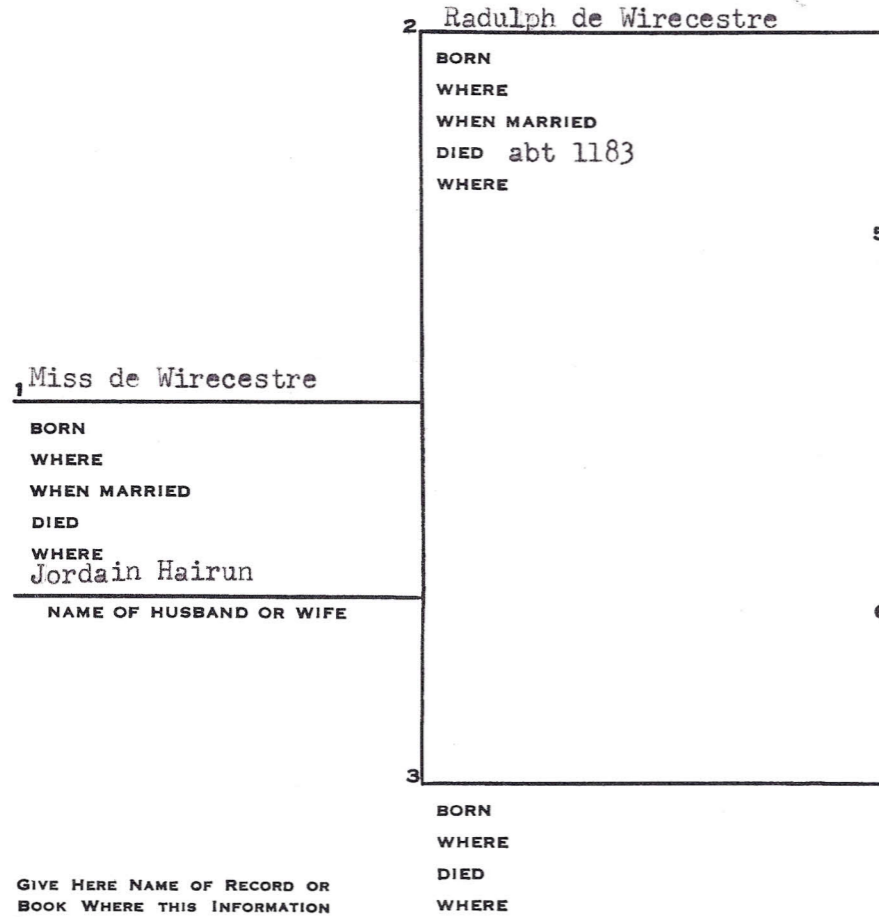 2 Radulph de Wirecestre
BORN
WHERE
WHEN MARRIED
DIED abt 1183
WHERE
5
1 Miss de Wirecestre
BORN
WHERE
WHEN MARRIED
DIED
WHERE
Jordain Hairun
NAME OF HUSBAND OR WIFE
6
3
BORN
WHERE
DIED
WHERE
GIVE HERE NAME OF RECORD OR
BOOK WHERE THIS INFORMATION